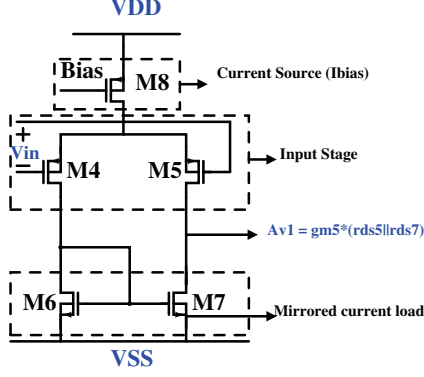 VDD
Bias
M8
Current Source (Ibias)
+
Vin
−
M4
M5
Input Stage
Av1 = gm5*(rds5||rds7)
M6
M7
Mirrored current load
VSS